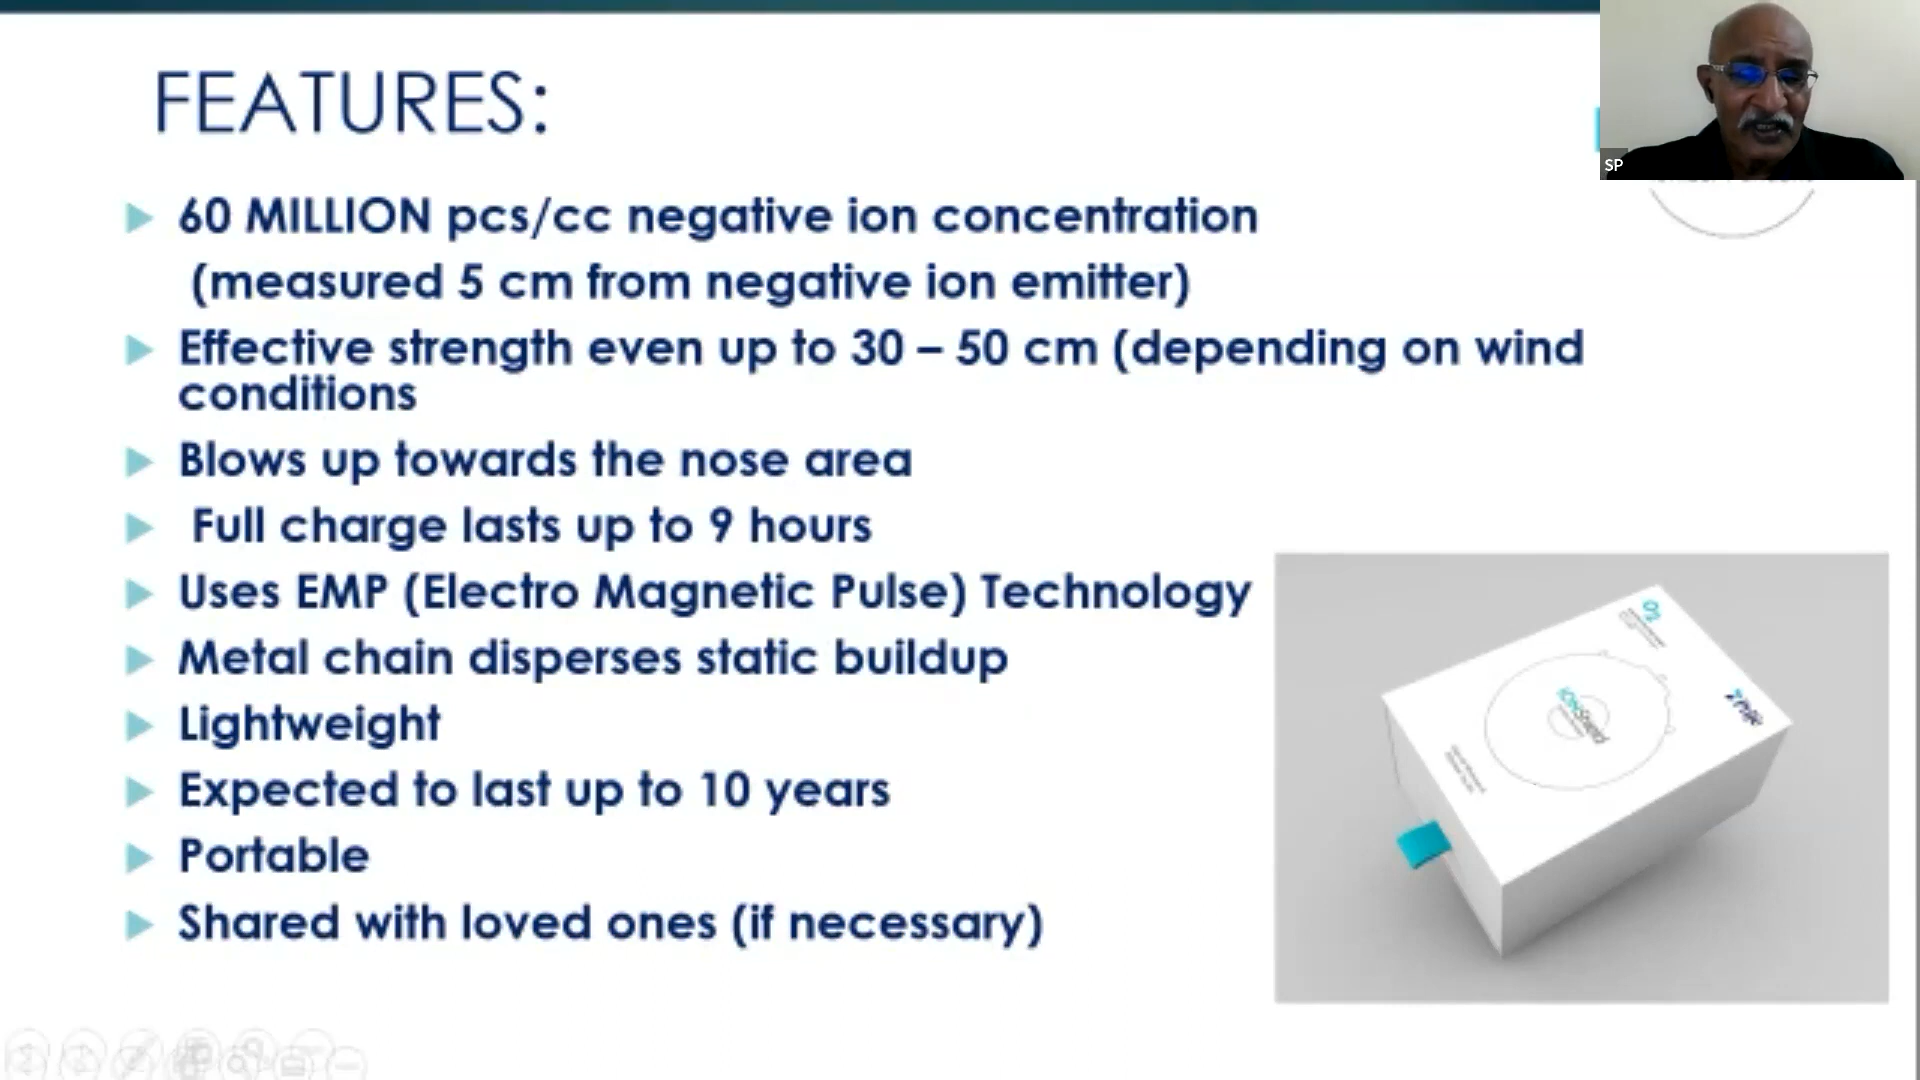 FEATURES:
SP
60 MILLION pcs/cc negative ion concentration
(measured 5 cm from negative ion emitter)
Effective strength even up to 30 – 50 cm (depending on wind
conditions
Blows up towards the nose area
Full charge lasts up to 9 hours
Uses EMP (Electro Magnetic Pulse) Technology
Metal chain disperses static buildup
Lightweight
Expected to last up to 10 years
Portable
Shared with loved ones (if necessary)
O2